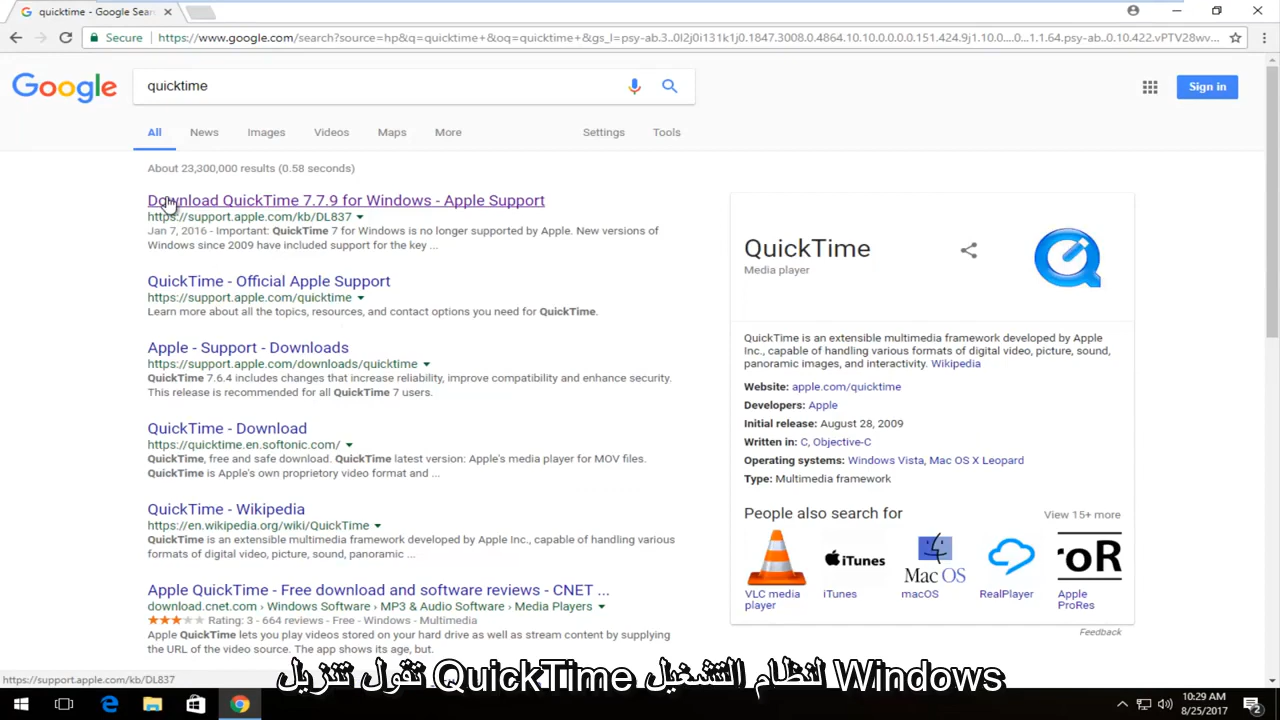 quicktime - Google Sear
Secure
https://www.google.com/search?source=hp&q=quicktime+&oq=quicktime+&gs_l=psy-ab.3..0l2j0i131k1j0.1847.3008.0.4864.10.10.0.0.0.0.151.424.9j1.10.0....0...1.1.64.psy-ab..0.10.422.vPTV28wv...
Google
quicktime
Sign in
All News Images Videos Maps More Settings Tools
About 23,300,000 results (0.58 seconds)
Download QuickTime 7.7.9 for Windows - Apple Support
https://support.apple.com/kb/DL837
Jan 7, 2016 - Important: QuickTime 7 for Windows is no longer supported by Apple. New versions of
Windows since 2009 have included support for the key ...
QuickTime - Official Apple Support
https://support.apple.com/quicktime
Learn more about all the topics, resources, and contact options you need for QuickTime.
Apple - Support - Downloads
https://support.apple.com/downloads/quicktime
QuickTime 7.6.4 includes changes that increase reliability, improve compatibility and enhance security.
This release is recommended for all QuickTime 7 users.
QuickTime - Download
https://quicktime.en.softonic.com/
QuickTime, free and safe download. QuickTime latest version: Apple's media player for MOV files.
QuickTime is Apple's own proprietary video format and ...
QuickTime - Wikipedia
https://en.wikipedia.org/wiki/QuickTime
QuickTime is an extensible multimedia framework developed by Apple Inc., capable of handling various
formats of digital video, picture, sound, panoramic ...
Apple QuickTime - Free download and software reviews - CNET ...
download.cnet.com › Windows Software › MP3 & Audio Software › Media Players
Rating: 3 - 664 reviews - Free - Windows - Multimedia
Apple QuickTime lets you play videos stored on your hard drive as well as stream content by supplying
the URL of the video source. The app shows its age, but.
QuickTime
Media player
QuickTime is an extensible multimedia framework developed by Apple
Inc., capable of handling various formats of digital video, picture, sound,
panoramic images, and interactivity. Wikipedia
Website: apple.com/quicktime
Developers: Apple
Initial release: August 28, 2009
Written in: C, Objective-C
Operating systems: Windows Vista, Mac OS X Leopard
Type: Multimedia framework
People also search for
View 15+ more
iTunes
Mac OS
roR
VLC media player
iTunes
macOS
RealPlayer
Apple ProRes
Feedback
https://support.apple.com/kb/DL837
تقول تنزيل QuickTime لنظام التشغيل Windows
10:29 AM
8/25/2017
2